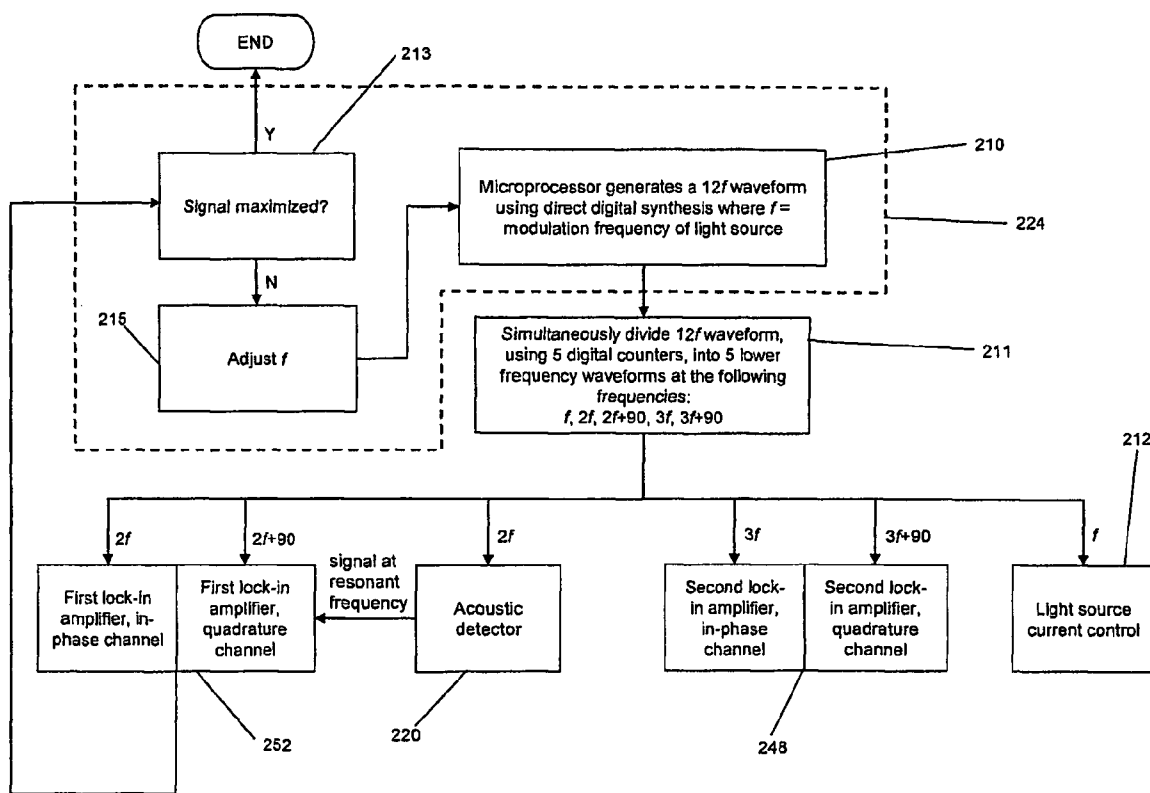 END
213
Y
210
Signal maximized?
Microprocessor generates a 12f waveform
using direct digital synthesis where f =
modulation frequency of light source
224
N
215
Adjust f
Simultaneously divide 12f waveform,
using 5 digital counters, into 5 lower
frequency waveforms at the following
frequencies:
f, 2f, 2f+90, 3f, 3f+90
211
212
2f
2f+90
2f
3f
3f+90
f
First lock-in
amplifier, in-
phase channel
First lock-in
amplifier,
quadrature
channel
signal at
resonant
frequency
Acoustic
detector
Second lock-
in amplifier,
in-phase
channel
Second lock-
in amplifier,
quadrature
channel
Light source
current control
252
220
248